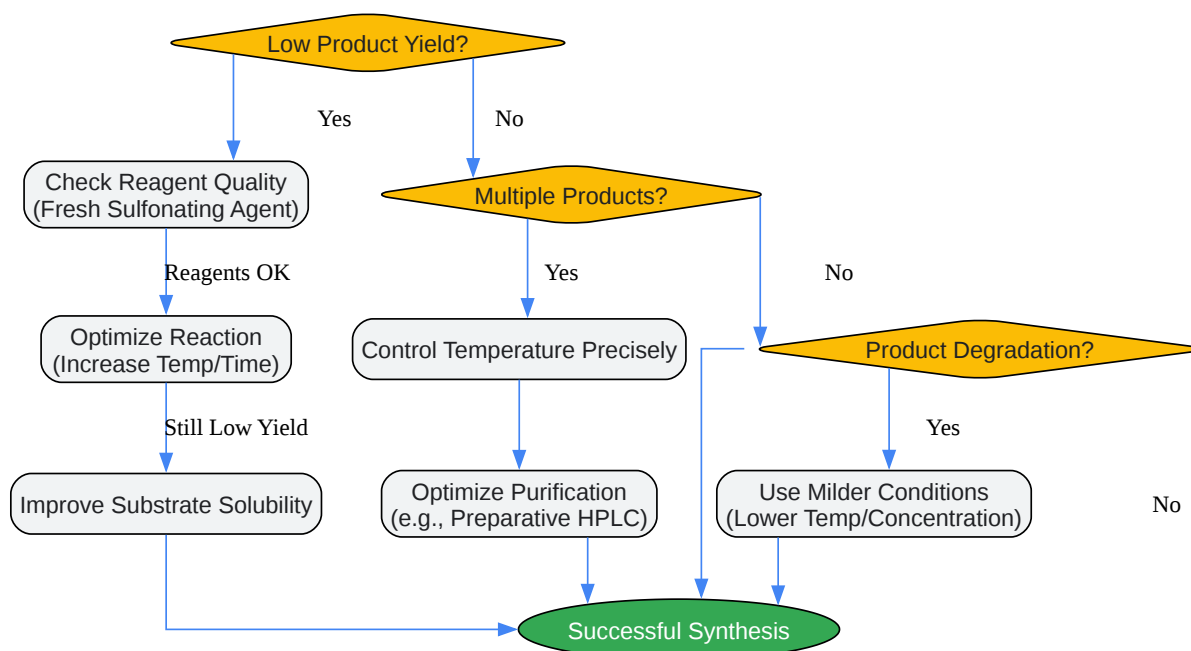 Low Product Yield?
Yes
No
Check Reagent Quality
(Fresh Sulfonating Agent)
Multiple Products?
Reagents OK
Yes
No
Optimize Reaction
(Increase Temp/Time)
Control Temperature Precisely
Product Degradation?
Still Low Yield
Yes
Improve Substrate Solubility
Optimize Purification
(e.g., Preparative HPLC)
Use Milder Conditions
(Lower Temp/Concentration)
No
Successful Synthesis